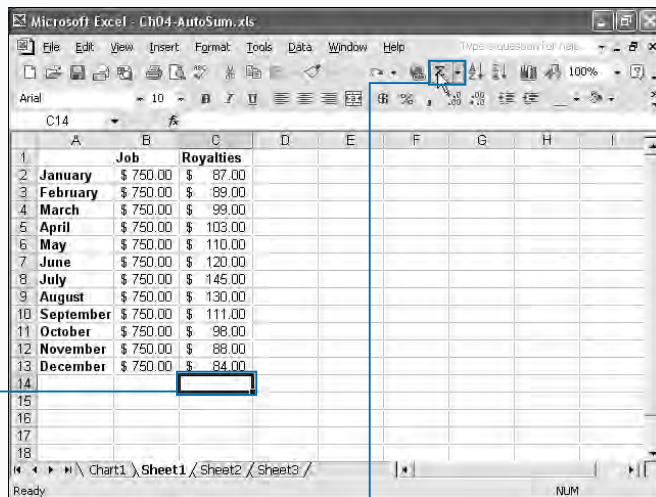 Microsoft Excel - Ch04-AutoSum.xls
File Edit View Insert Format Tools Data Window Help Type a question for help
100%
Arial 10 B I U $ % ,
C14 fx
A B C D E F G H I
1 Job Royalties
2 January $ 750.00 $ 87.00
3 February $ 750.00 $ 89.00
4 March $ 750.00 $ 99.00
5 April $ 750.00 $ 103.00
6 May $ 750.00 $ 110.00
7 June $ 750.00 $ 120.00
8 July $ 750.00 $ 145.00
9 August $ 750.00 $ 130.00
10 September $ 750.00 $ 111.00
11 October $ 750.00 $ 98.00
12 November $ 750.00 $ 88.00
13 December $ 750.00 $ 84.00
14
15
16
17
18
Chart1 Sheet1 Sheet2 Sheet3
Ready NUM